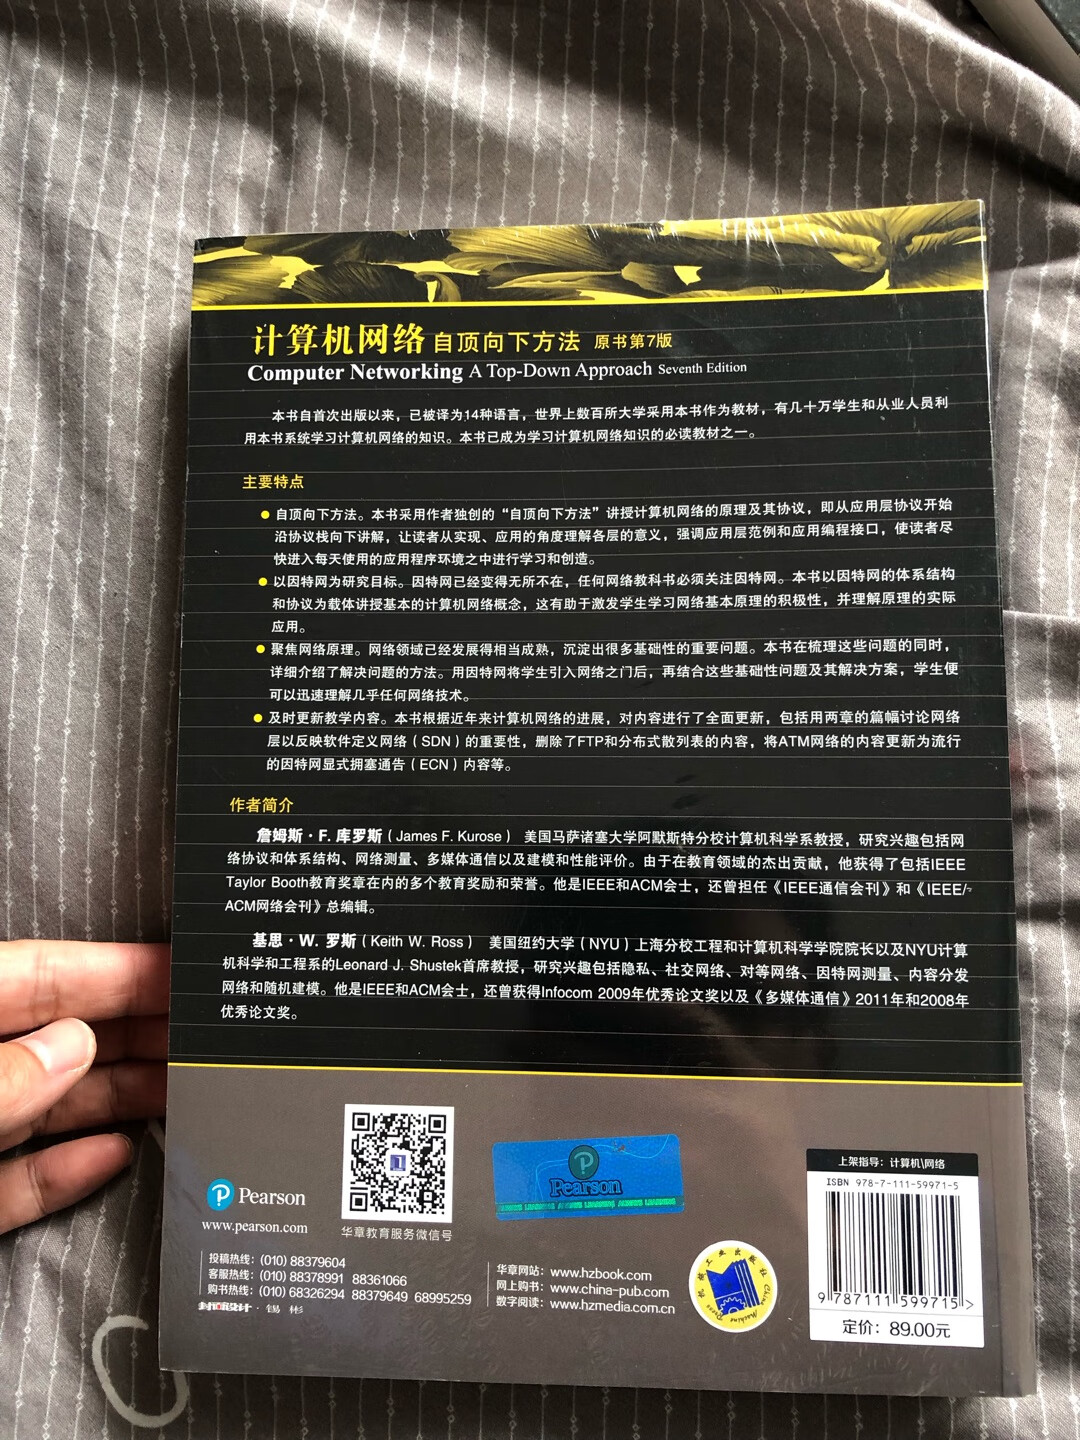 计算机网络 自顶向下方法 原书第7版
Computer Networking A Top-Down Approach Seventh Edition
本书自首次出版以来，已被译为14种语言，世界上数百所大学采用本书作为教材，有几十万学生和从业人员利
用本书系统学习计算机网络的知识。本书已成为学习计算机网络知识的必读教材之一。
主要特点
● 自顶向下方法。本书采用作者独创的“自顶向下方法”讲授计算机网络的原理及其协议，即从应用层协议开始
沿协议栈向下讲解，让读者从实现、应用的角度理解各层的意义，强调应用层范例和应用编程接口，使读者尽
快进入每天使用的应用程序环境之中进行学习和创造。
● 以因特网为研究目标。因特网已经变得无所不在，任何网络教科书必须关注因特网。本书以因特网的体系结构
和协议为载体讲授基本的计算机网络概念，这有助于激发学生学习网络基本原理的积极性，并理解原理的实际
应用。
● 聚焦网络原理。网络领域已经发展得相当成熟，沉淀出很多基础性的重要问题。本书在梳理这些问题的同时，
详细介绍了解决问题的方法。用因特网将学生引入网络之门后，再结合这些基础性问题及其解决方案，学生便
可以迅速理解几乎任何网络技术。
● 及时更新教学内容。本书根据近年来计算机网络的进展，对内容进行了全面更新，包括用两章的篇幅讨论网络
层以反映软件定义网络（SDN）的重要性，删除了FTP和分布式散列表的内容，将ATM网络的内容更新为流行
的因特网显式拥塞通告（ECN）内容等。
作者简介
詹姆斯·F. 库罗斯（James F. Kurose） 美国马萨诸塞大学阿默斯特分校计算机科学系教授，研究兴趣包括网
络协议和体系结构、网络测量、多媒体通信以及建模和性能评价。由于在教育领域的杰出贡献，他获得了包括IEEE
Taylor Booth教育奖章在内的多个教育奖励和荣誉。他是IEEE和ACM会士，还曾担任《IEEE通信会刊》和《IEEE/
ACM网络会刊》总编辑。
基思·W. 罗斯（Keith W. Ross） 美国纽约大学（NYU）上海分校工程和计算机科学学院院长以及NYU计算
机科学和工程系的Leonard J. Shustek首席教授，研究兴趣包括隐私、社交网络、对等网络、因特网测量、内容分发
网络和随机建模。他是IEEE和ACM会士，还曾获得Infocom 2009年优秀论文奖以及《多媒体通信》2011年和2008年
优秀论文奖。
Pearson
www.pearson.com
华章教育服务微信号
P
Pearson
投稿热线：(010) 88379604
客服热线：(010) 88378991 88361066
购书热线：(010) 68326294 88379649 68995259
封面设计·锡 彬
华章网站：www.hzbook.com
网上购书：www.china-pub.com
数字阅读：www.hzmedia.com.cn
机械工业出版社
China Machine Press
上架指导：计算机\网络
ISBN 978-7-111-59971-5
9 787111 599715 >
定价：89.00元